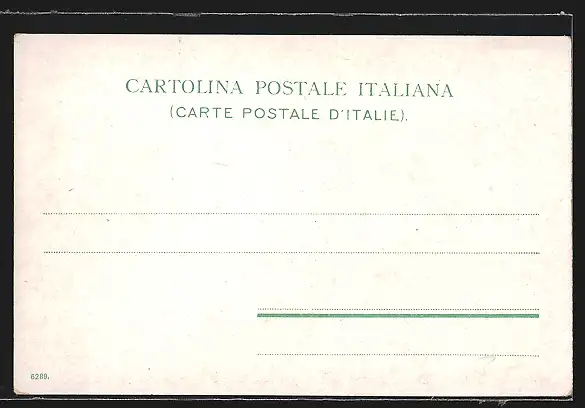 CARTOLINA POSTALE ITALIANA
(CARTE POSTALE D'ITALIE).
6289.